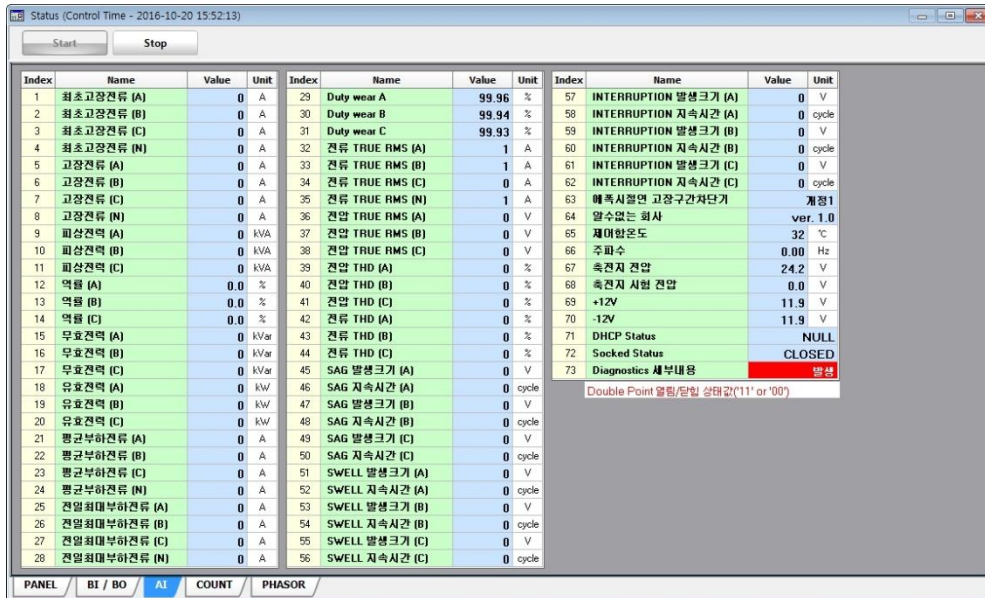 Status (Control Time - 2016-10-20 15:52:13)
Start Stop
Index Name Value Unit
1 최초고장전류 (A) 0 A
2 최초고장전류 (B) 0 A
3 최초고장전류 (C) 0 A
4 최초고장전류 (N) 0 A
5 고장전류 (A) 0 A
6 고장전류 (B) 0 A
7 고장전류 (C) 0 A
8 고장전류 (N) 0 A
9 피상전력 (A) 0 kVA
10 피상전력 (B) 0 kVA
11 피상전력 (C) 0 kVA
12 역률 (A) 0.0 %
13 역률 (B) 0.0 %
14 역률 (C) 0.0 %
15 무효전력 (A) 0 kVar
16 무효전력 (B) 0 kVar
17 무효전력 (C) 0 kVar
18 유효전력 (A) 0 kW
19 유효전력 (B) 0 kW
20 유효전력 (C) 0 kW
21 평균부하전류 (A) 0 A
22 평균부하전류 (B) 0 A
23 평균부하전류 (C) 0 A
24 평균부하전류 (N) 0 A
25 전일최대부하전류 (A) 0 A
26 전일최대부하전류 (B) 0 A
27 전일최대부하전류 (C) 0 A
28 전일최대부하전류 (N) 0 A
Index Name Value Unit
29 Duty wear A 99.96 %
30 Duty wear B 99.94 %
31 Duty wear C 99.93 %
32 전류 TRUE RMS (A) 1 A
33 전류 TRUE RMS (B) 1 A
34 전류 TRUE RMS (C) 0 A
35 전류 TRUE RMS (N) 1 A
36 전압 TRUE RMS (A) 0 V
37 전압 TRUE RMS (B) 0 V
38 전압 TRUE RMS (C) 0 V
39 전압 THD (A) 0 %
40 전압 THD (B) 0 %
41 전압 THD (C) 0 %
42 전류 THD (A) 0 %
43 전류 THD (B) 0 %
44 전류 THD (C) 0 %
45 SAG 발생크기 (A) 0 V
46 SAG 지속시간 (A) 0 cycle
47 SAG 발생크기 (B) 0 V
48 SAG 지속시간 (B) 0 cycle
49 SAG 발생크기 (C) 0 V
50 SAG 지속시간 (C) 0 cycle
51 SWELL 발생크기 (A) 0 V
52 SWELL 지속시간 (A) 0 cycle
53 SWELL 발생크기 (B) 0 V
54 SWELL 지속시간 (B) 0 cycle
55 SWELL 발생크기 (C) 0 V
56 SWELL 지속시간 (C) 0 cycle
Index Name Value Unit
57 INTERRUPTION 발생크기 (A) 0 V
58 INTERRUPTION 지속시간 (A) 0 cycle
59 INTERRUPTION 발생크기 (B) 0 V
60 INTERRUPTION 지속시간 (B) 0 cycle
61 INTERRUPTION 발생크기 (C) 0 V
62 INTERRUPTION 지속시간 (C) 0 cycle
63 에폭시절연 고장구간차단기 개정1
64 알수없는 회사 ver. 1.0
65 제어함온도 32 ℃
66 주파수 0.00 Hz
67 축전지 전압 24.2 V
68 축전지 시험 전압 0.0 V
69 +12V 11.9 V
70 -12V 11.9 V
71 DHCP Status NULL
72 Socked Status CLOSED
73 Diagnostics 세부내용 발생
Double Point 열림/닫힘 상태값('11' or '00')
PANEL BI / BO AI COUNT PHASOR